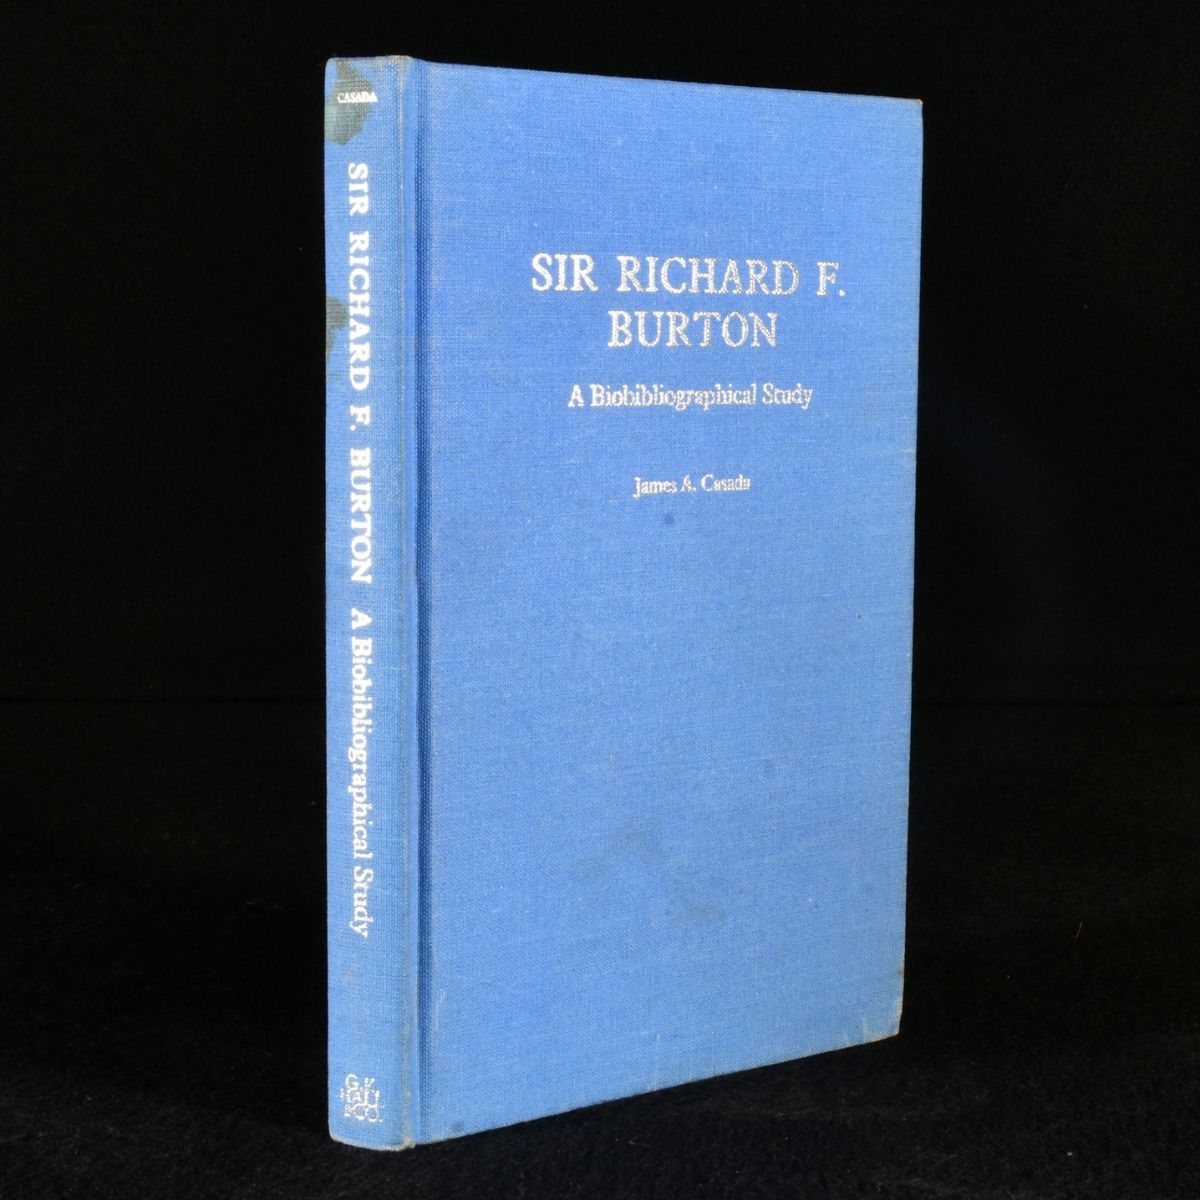 CASADA
SIR RICHARD F. BURTON A Biobibliographical Study
G K
HALL
&CO.
SIR RICHARD F.
BURTON
A Biobibliographical Study
James A. Casada